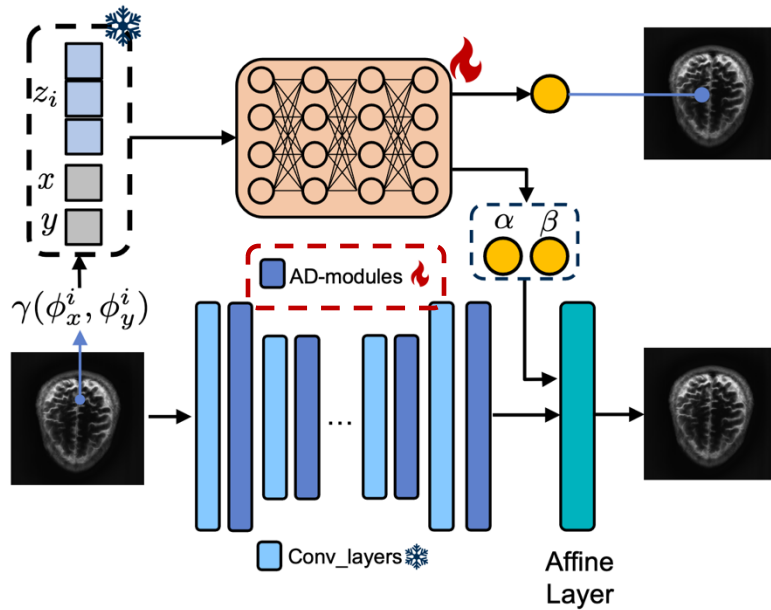 z_i
x
y
α β
AD-modules
γ(ϕ_x^i, ϕ_y^i)
...
Conv_layers
Affine
Layer